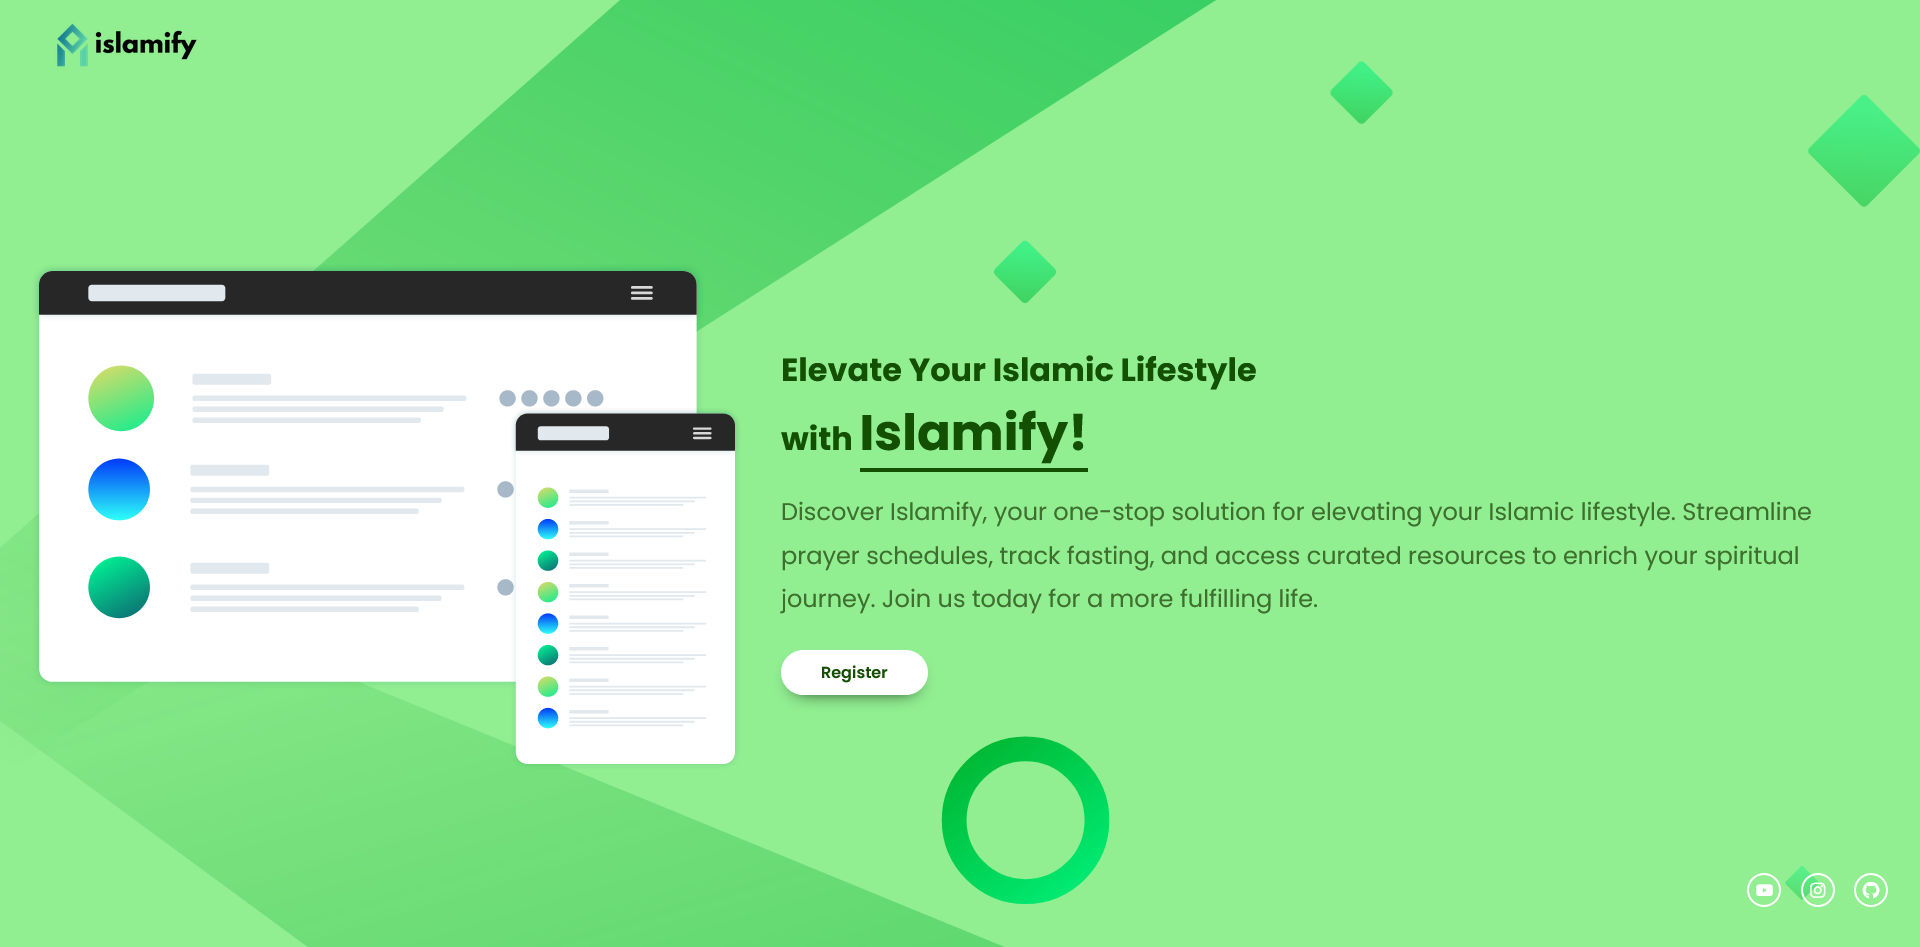 islamify
Elevate Your Islamic Lifestyle
with Islamify!
Discover Islamify, your one-stop solution for elevating your Islamic lifestyle. Streamline
prayer schedules, track fasting, and access curated resources to enrich your spiritual
journey. Join us today for a more fulfilling life.
Register